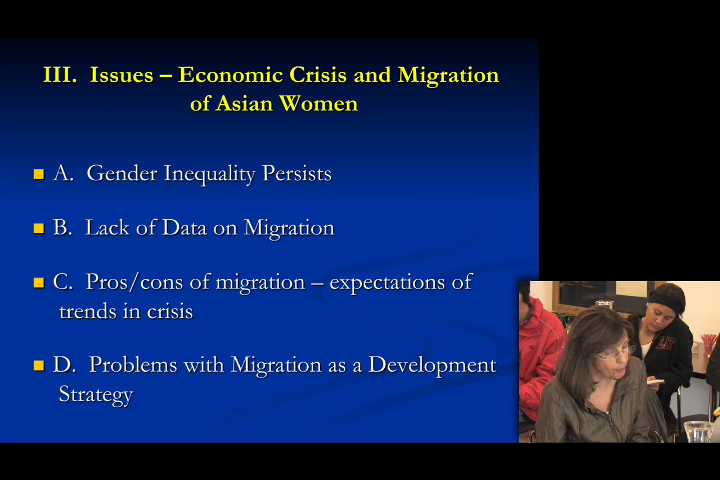 III.  Issues – Economic Crisis and Migration
of Asian Women
A.  Gender Inequality Persists
B.  Lack of Data on Migration
C.  Pros/cons of migration – expectations of
trends in crisis
D.  Problems with Migration as a Development
Strategy